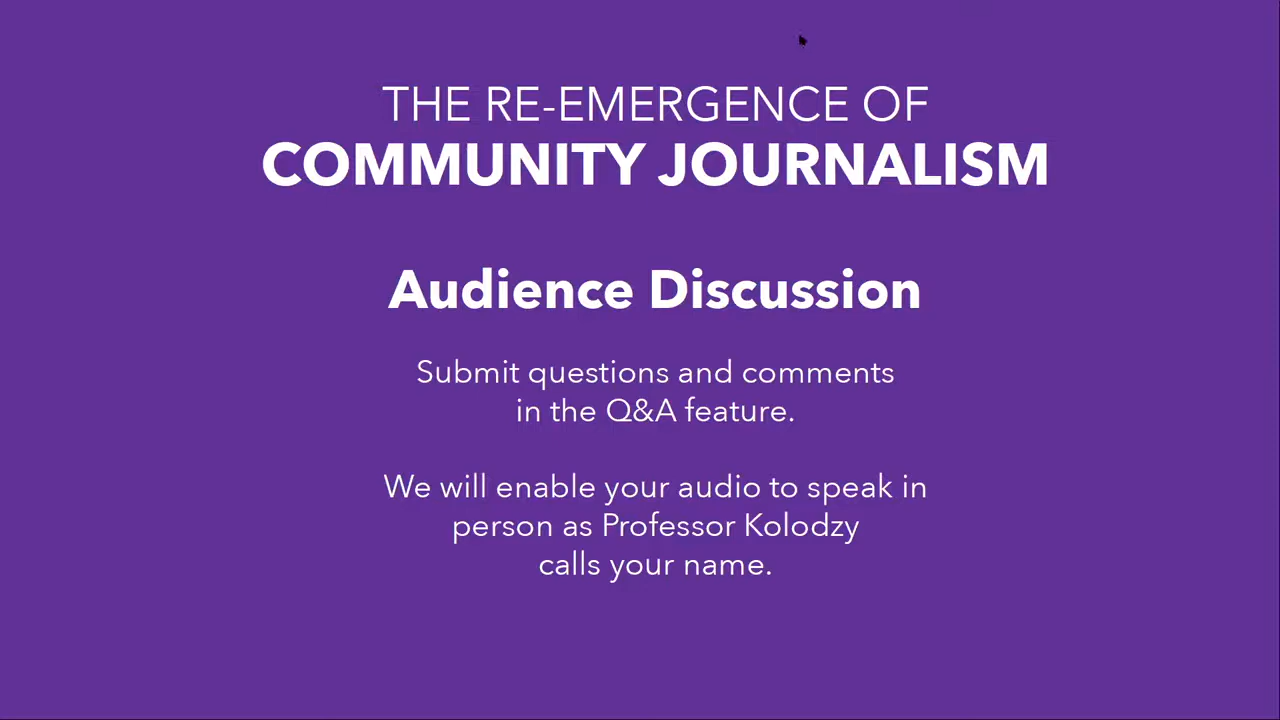 THE RE-EMERGENCE OF
COMMUNITY JOURNALISM
Audience Discussion
Submit questions and comments
in the Q&A feature.
We will enable your audio to speak in
person as Professor Kolodzy
calls your name.